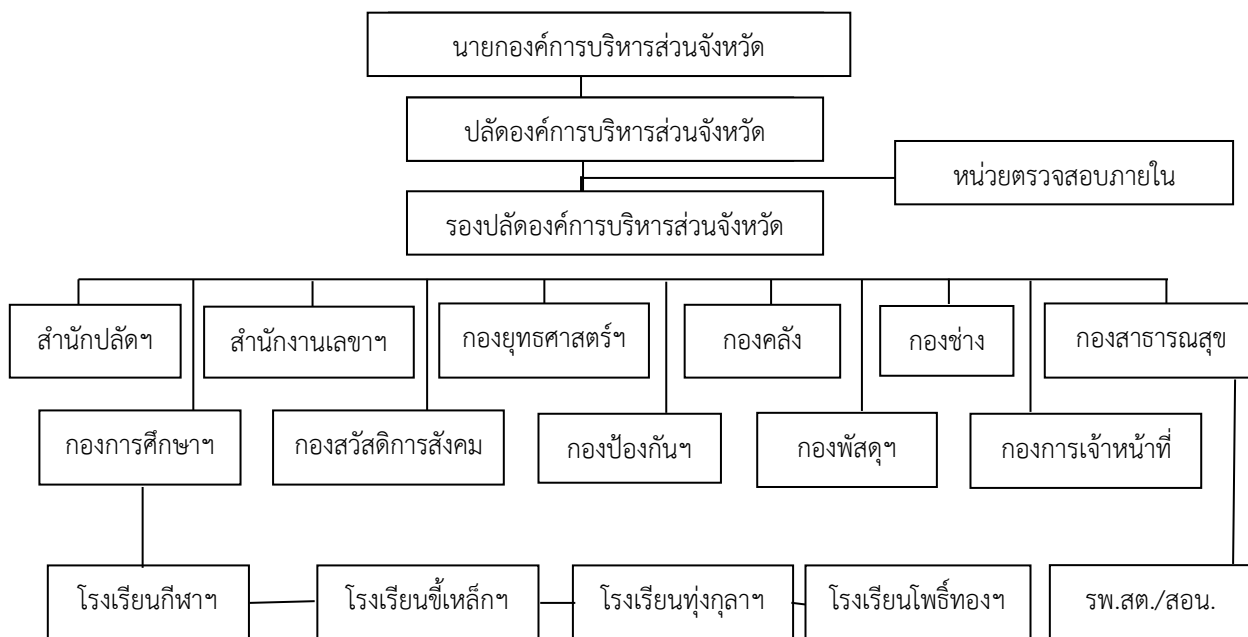 นายกองค์การบริหารส่วนจังหวัด
ปลัดองค์การบริหารส่วนจังหวัด
หน่วยตรวจสอบภายใน
รองปลัดองค์การบริหารส่วนจังหวัด
สำนักปลัดฯ
สำนักงานเลขาฯ
กองยุทธศาสตร์ฯ
กองคลัง
กองช่าง
กองสาธารณสุข
กองการศึกษาฯ
กองสวัสดิการสังคม
กองป้องกันฯ
กองพัสดุฯ
กองการเจ้าหน้าที่
โรงเรียนกีฬาฯ
โรงเรียนขี้เหล็กฯ
โรงเรียนทุ่งกุลาฯ
โรงเรียนโพธิ์ทองฯ
รพ.สต./สอน.